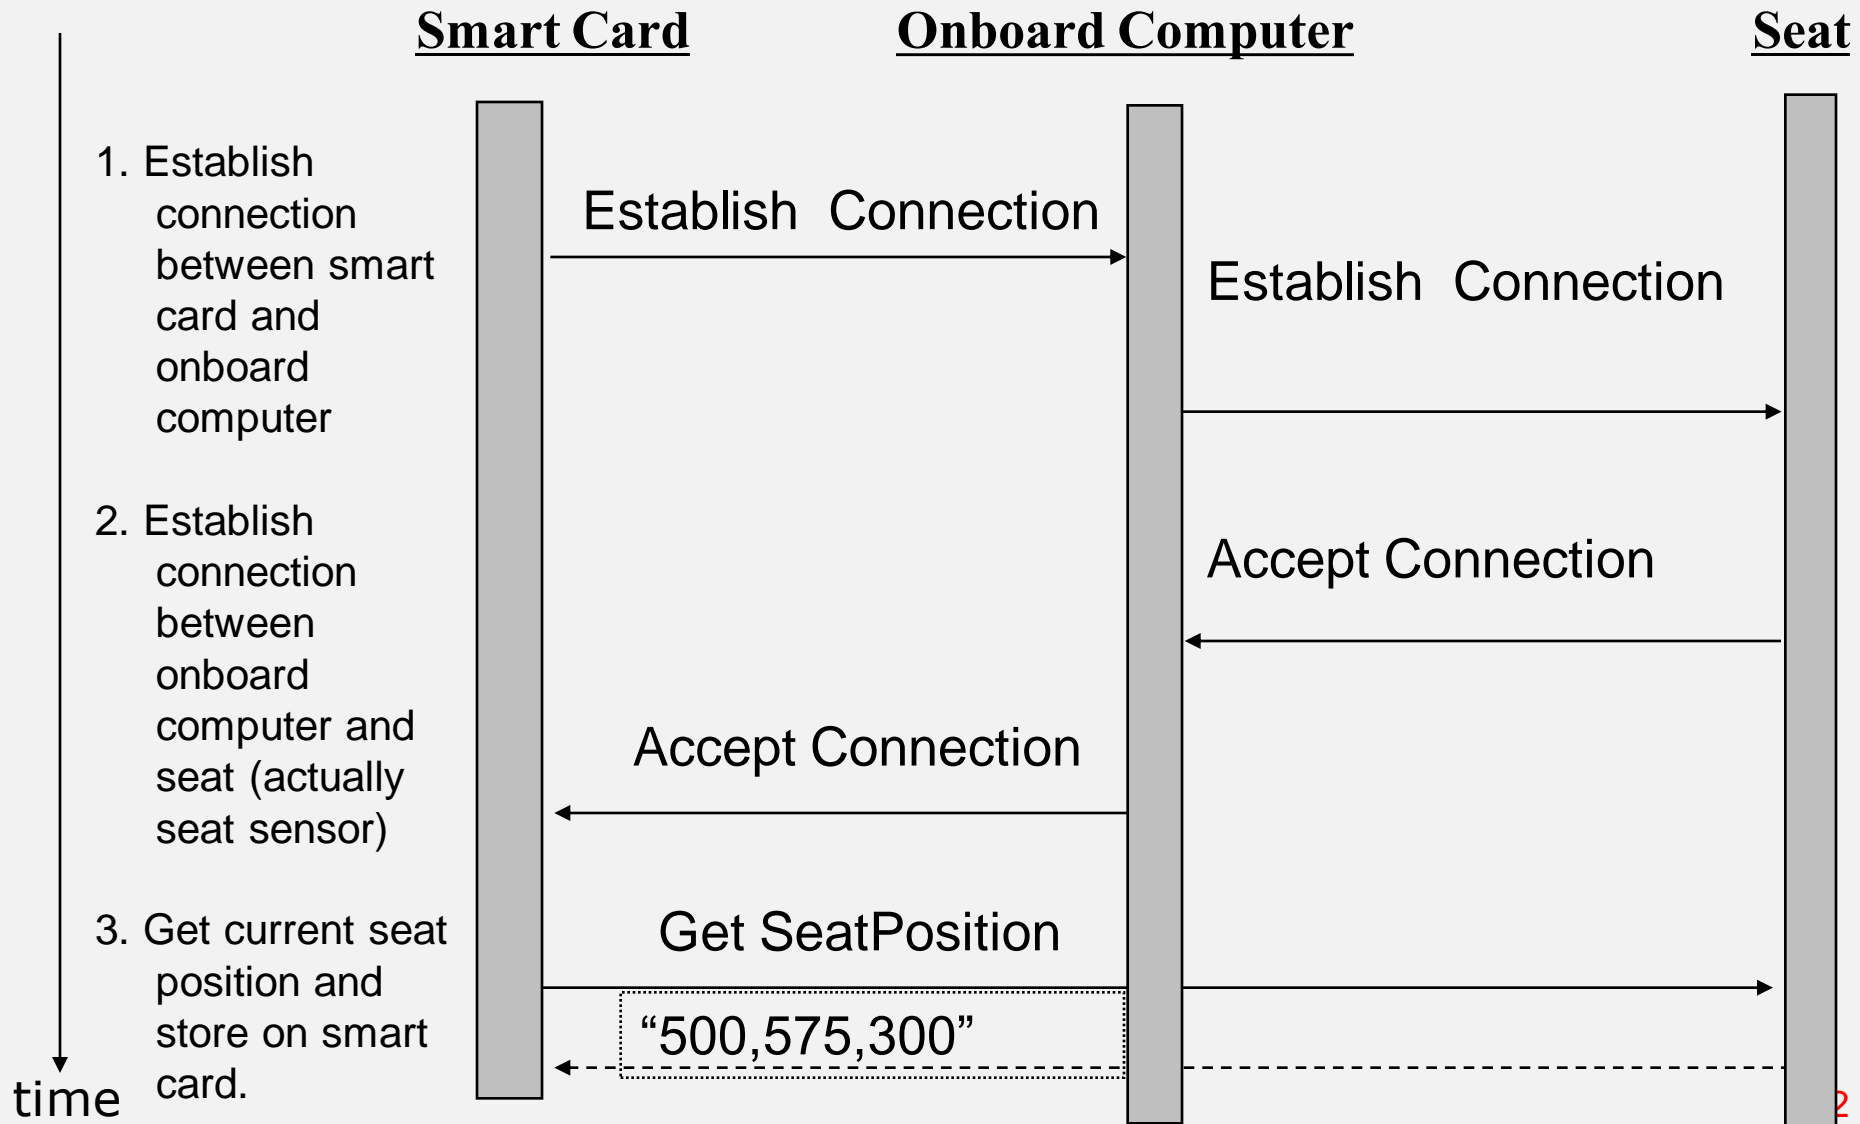 Smart Card
Onboard Computer
Seat
1. Establish
connection
between smart
card and
onboard
computer
2. Establish
connection
between
onboard
computer and
seat (actually
seat sensor)
3. Get current seat
position and
store on smart
card.
time
Establish  Connection
Establish  Connection
Accept Connection
Accept Connection
Get SeatPosition
“500,575,300”
2